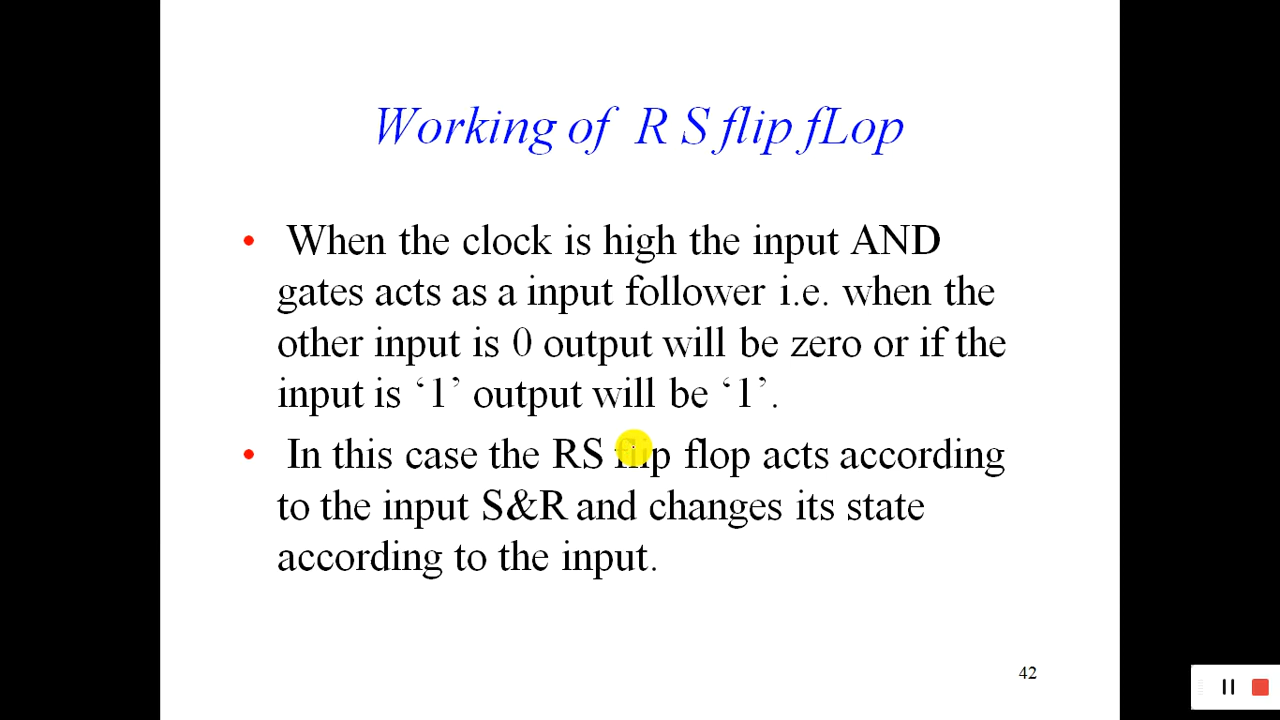 Working of R S flip fLop
• When the clock is high the input AND
gates acts as a input follower i.e. when the
other input is 0 output will be zero or if the
input is ‘1’ output will be ‘1’.
• In this case the RS flip flop acts according
to the input S&R and changes its state
according to the input.
42